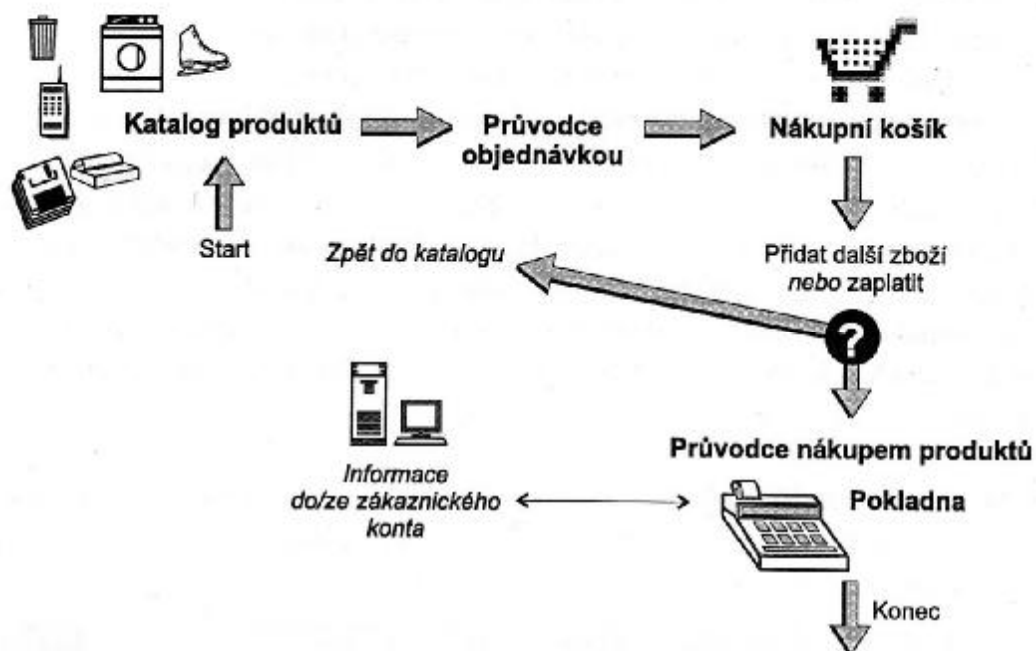 Katalog produktů
Průvodce
objednávkou
Nákupní košík
Start
Zpět do katalogu
Přidat další zboží
nebo zaplatit
?
Průvodce nákupem produktů
Informace
do/ze zákaznického
konta
Pokladna
Konec